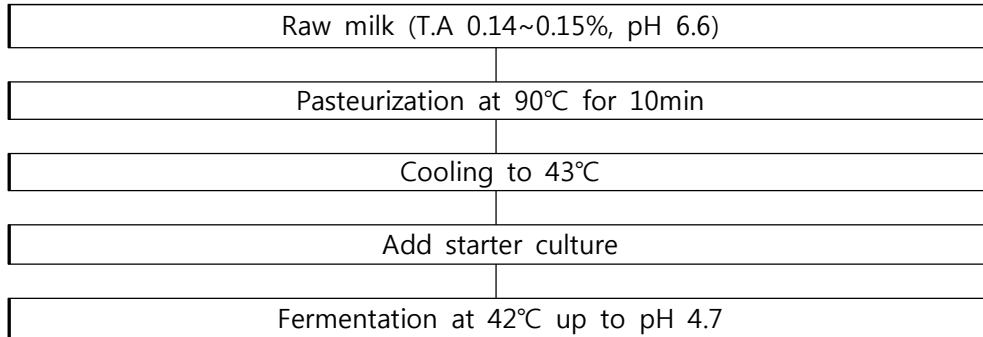 Raw milk (T.A 0.14~0.15%, pH 6.6)
Pasteurization at 90℃ for 10min
Cooling to 43℃
Add starter culture
Fermentation at 42℃ up to pH 4.7